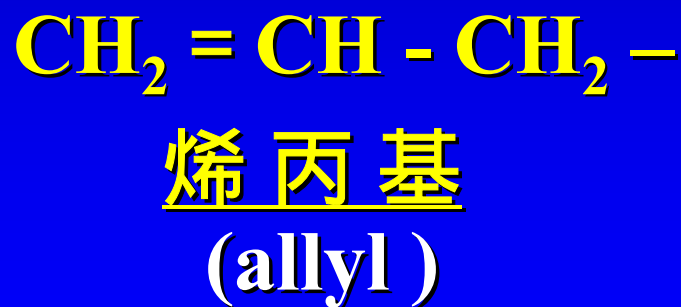 CH₂ = CH - CH₂ –
烯 丙 基
(allyl )